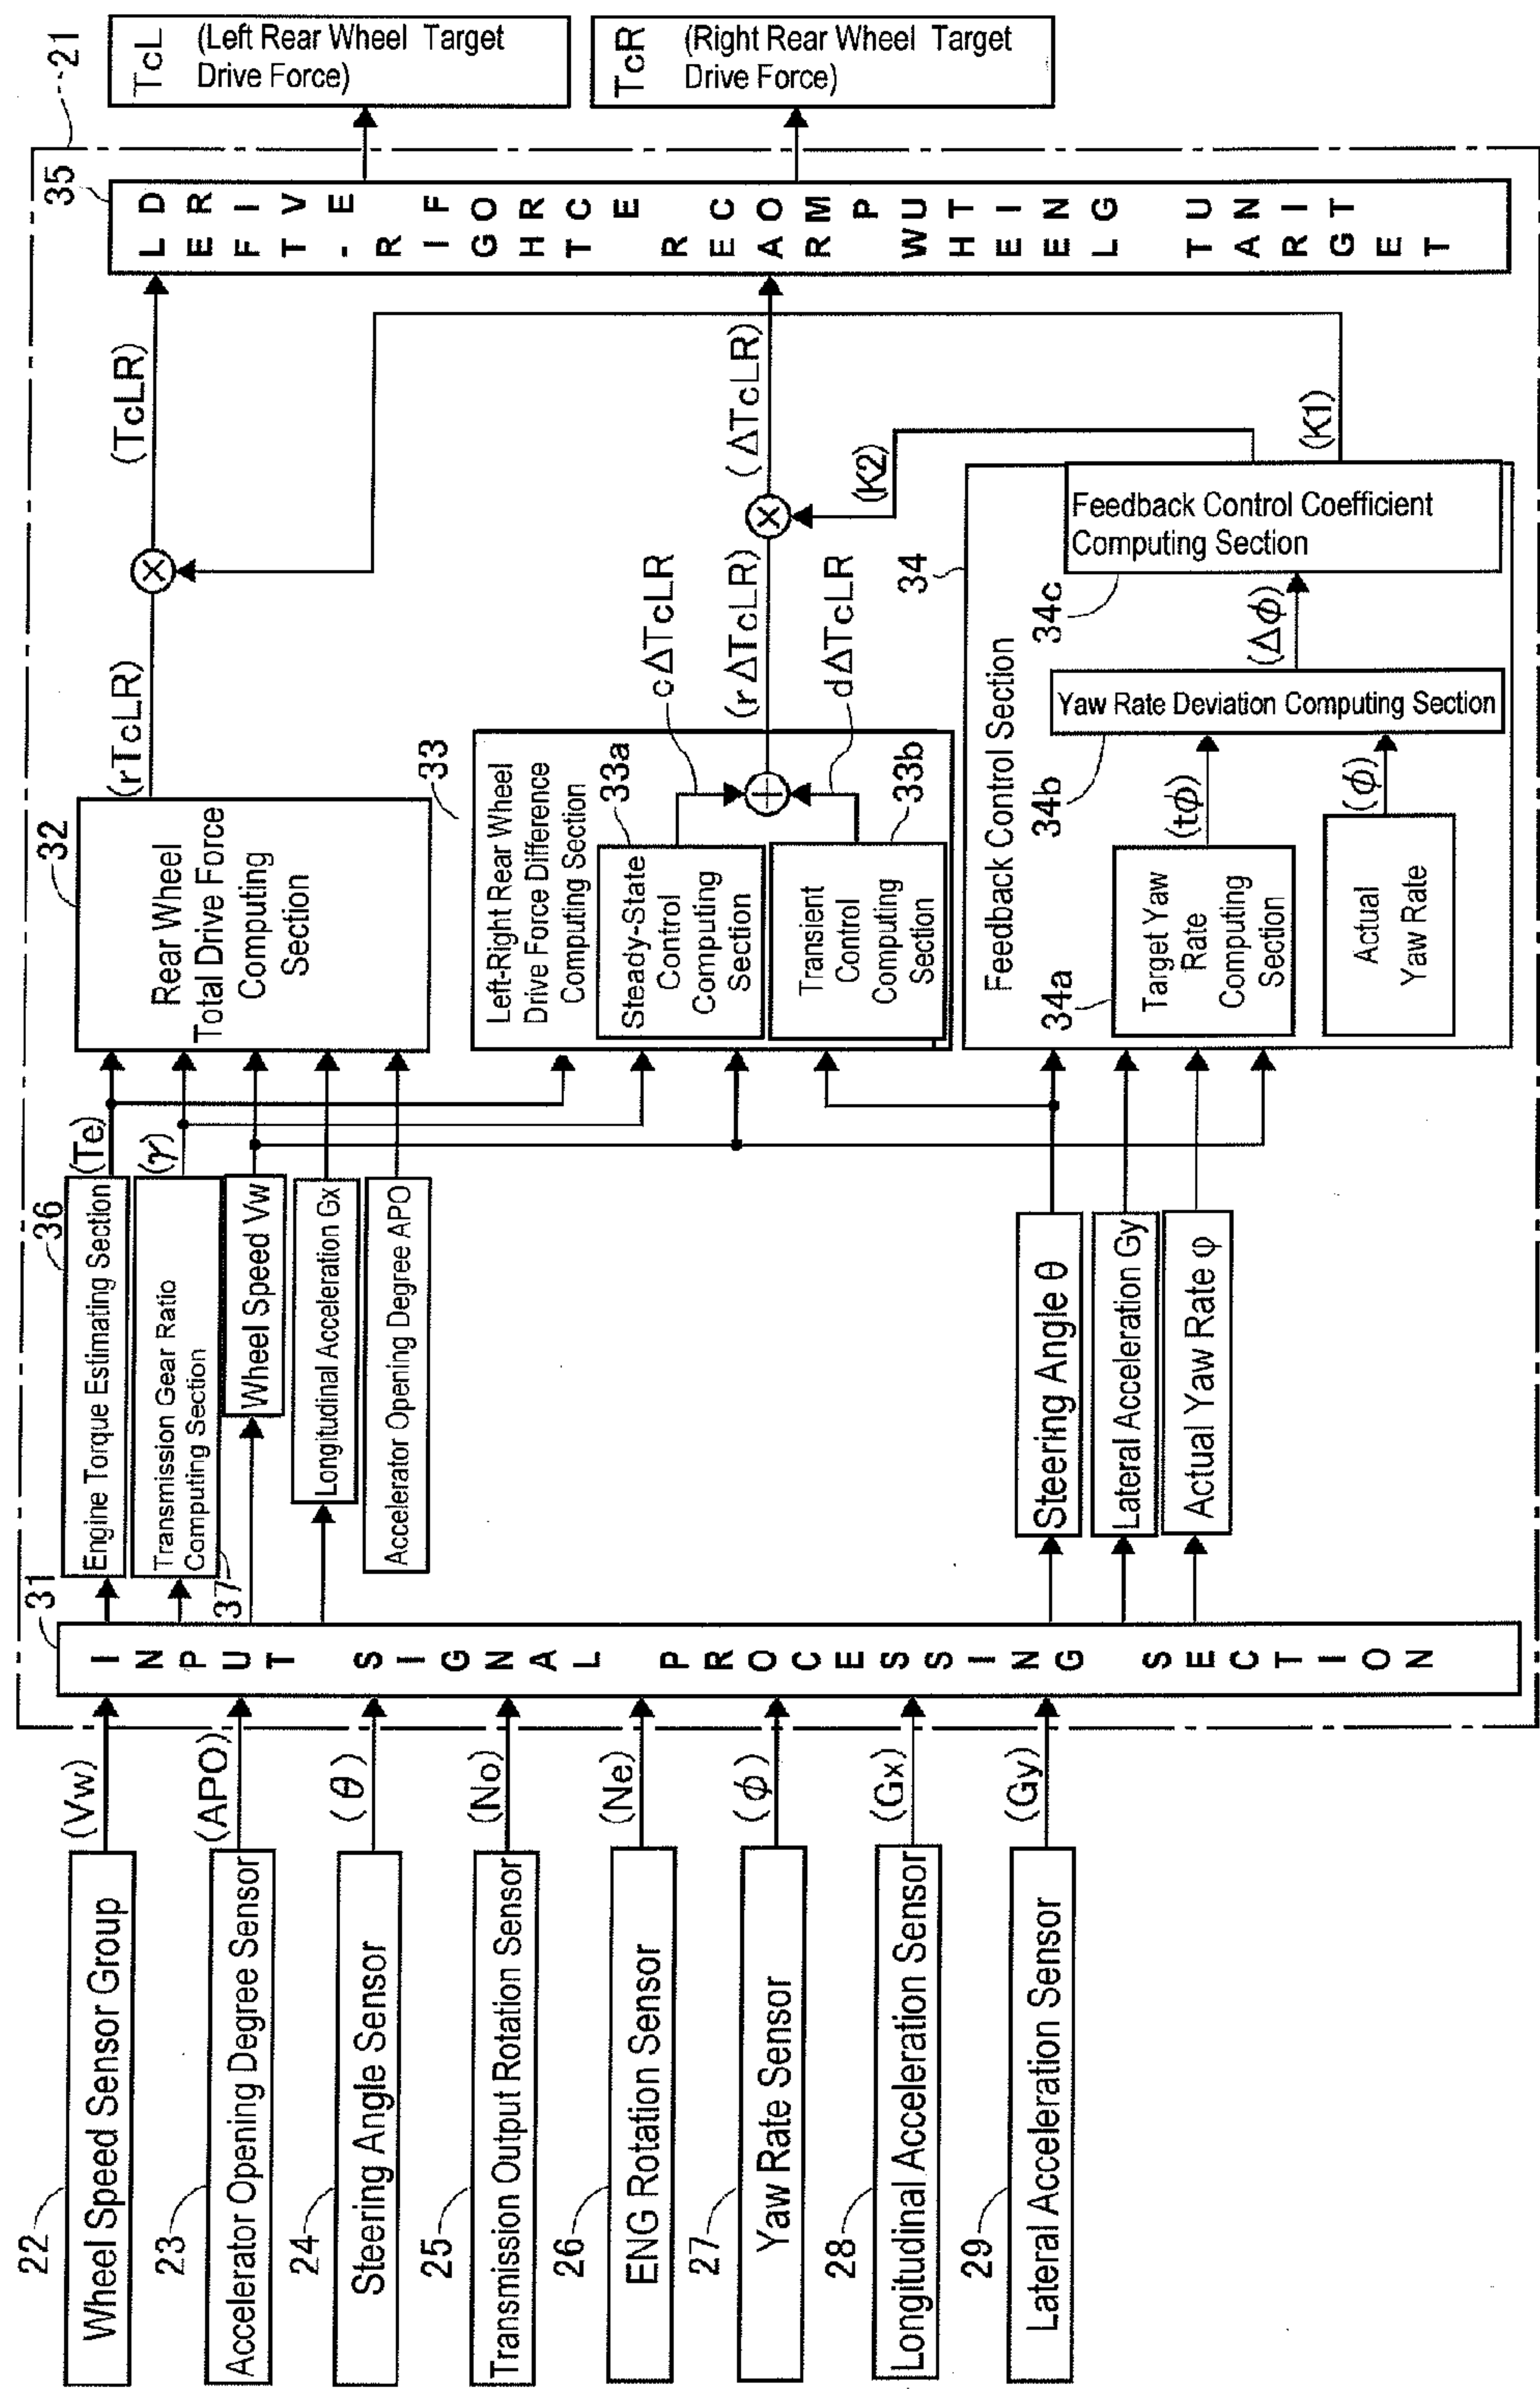 22
Wheel Speed Sensor Group
(Vw)
23
Accelerator Opening Degree Sensor
(APO)
24
Steering Angle Sensor
(θ)
25
Transmission Output Rotation Sensor
(No)
26
ENG Rotation Sensor
(Ne)
27
Yaw Rate Sensor
(ϕ)
28
Longitudinal Acceleration Sensor
(Gx)
29
Lateral Acceleration Sensor
(Gy)
31
INPUT SIGNAL PROCESSING SECTION
36
Engine Torque Estimating Section
(Te)
37
Transmission Gear Ratio
Computing Section
(γ)
Wheel Speed Vw
Longitudinal Acceleration Gx
Accelerator Opening Degree APO
Steering Angle θ
Lateral Acceleration Gy
Actual Yaw Rate φ
32
Rear Wheel
Total Drive Force
Computing
Section
(rTcLR)
(TcLR)
33
Left-Right Rear Wheel
Drive Force Difference
Computing Section
33a
Steady-State
Control
Computing
Section
Transient
Control
Computing
Section
33b
cΔTcLR
(rΔTcLR)
dΔTcLR
(ΔTcLR)
34
Feedback Control Section
34a
Target Yaw
Rate
Computing
Section
(tϕ)
Actual
Yaw Rate
(ϕ)
34b
Yaw Rate Deviation Computing Section
(Δϕ)
34c
Feedback Control Coefficient
Computing Section
(K2)
(K1)
35
LEFT-RIGHT REAR WHEEL TARGET
DRIVE FORCE COMPUTING UNIT
21
TcL
(Left Rear Wheel Target
Drive Force)
TcR
(Right Rear Wheel Target
Drive Force)